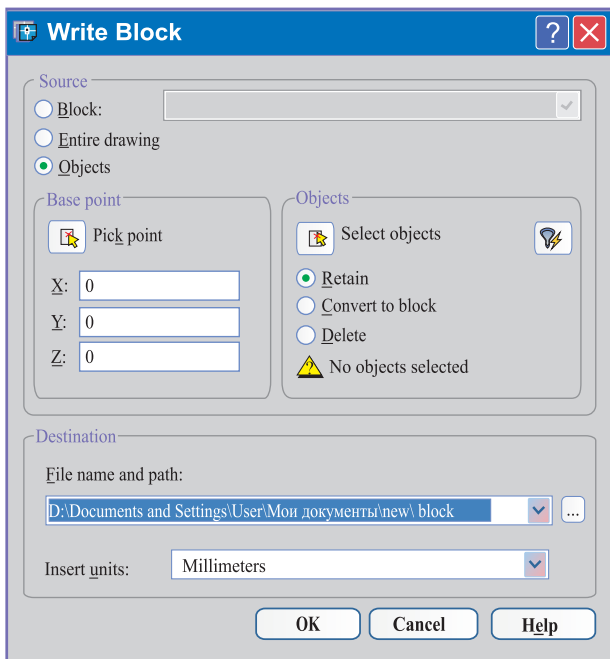 Write Block
?
Source
Block:
Entire drawing
Objects
Base point
Pick point
X: 0
Y: 0
Z: 0
Objects
Select objects
Retain
Convert to block
Delete
? No objects selected
Destination
File name and path:
D:\Documents and Settings\User\Мои документы\new\ block
...
Insert units: Millimeters
OK Cancel Help